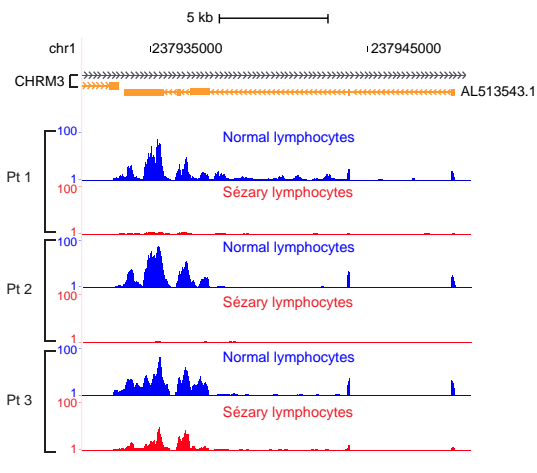 5 kb
chr1 237935000 237945000
CHRM3
AL513543.1
Pt 1
100
Normal lymphocytes
1
100
Sézary lymphocytes
1
Pt 2
100
Normal lymphocytes
1
100
Sézary lymphocytes
1
Pt 3
100
Normal lymphocytes
1
100
Sézary lymphocytes
1